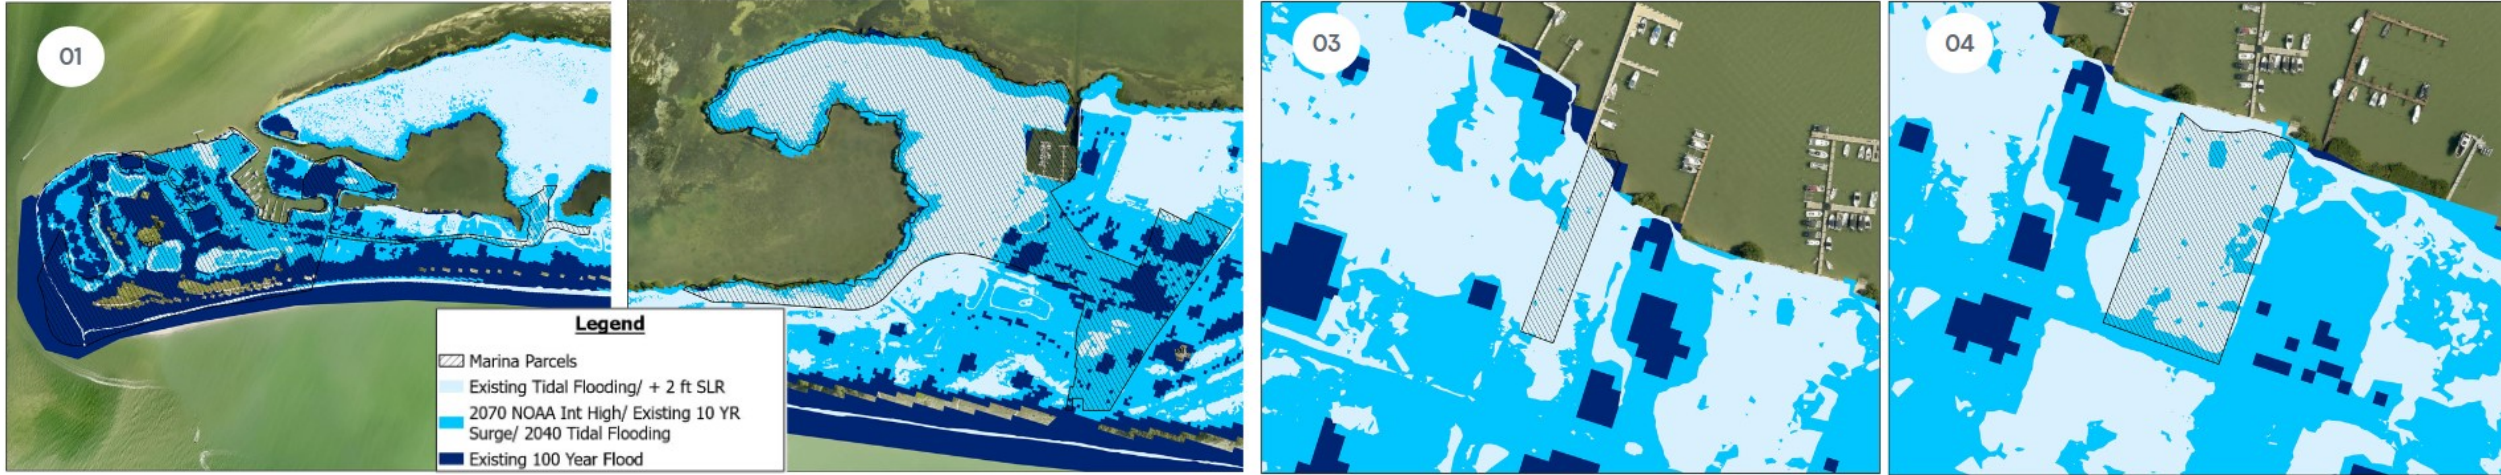 01
03
04
Legend
Marina Parcels
Existing Tidal Flooding/ + 2 ft SLR
2070 NOAA Int High/ Existing 10 YR
Surge/ 2040 Tidal Flooding
Existing 100 Year Flood